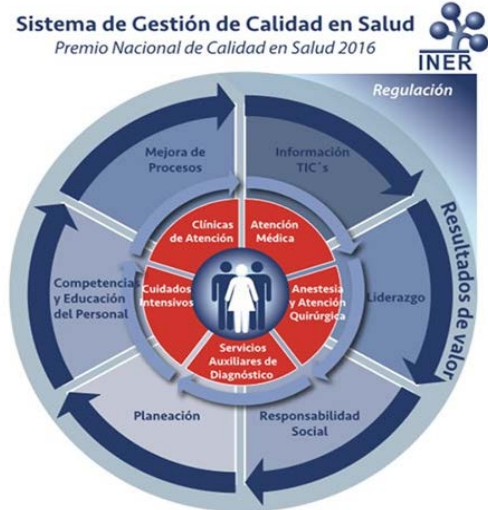 Sistema de Gestión de Calidad en Salud
Premio Nacional de Calidad en Salud 2016
INER
Regulación
Mejora de
Procesos
Información
TIC´s
Resultados de valor
Clínicas
de Atención
Atención
Médica
Competencias
y Educación
del Personal
Cuidados
Intensivos
Anestesia
y Atención
Quirúrgica
Liderazgo
Servicios
Auxiliares de
Diagnóstico
Planeación
Responsabilidad
Social